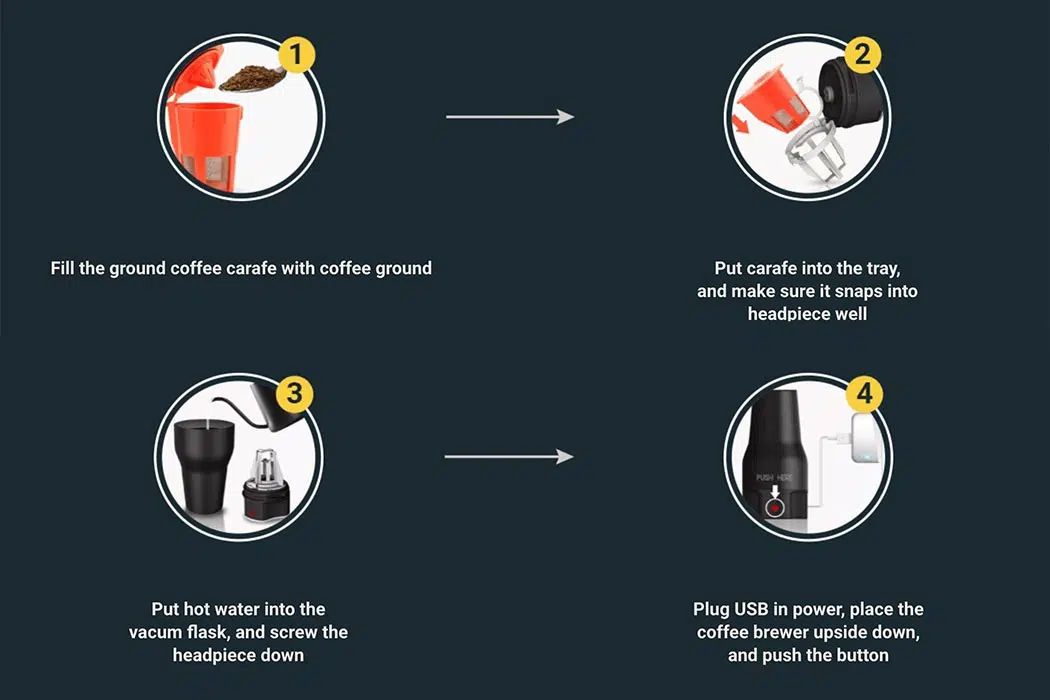 1
2
Fill the ground coffee carafe with coffee ground
Put carafe into the tray,
and make sure it snaps into
headpiece well
3
4
PUSH HERE
Put hot water into the
vacum flask, and screw the
headpiece down
Plug USB in power, place the
coffee brewer upside down,
and push the button